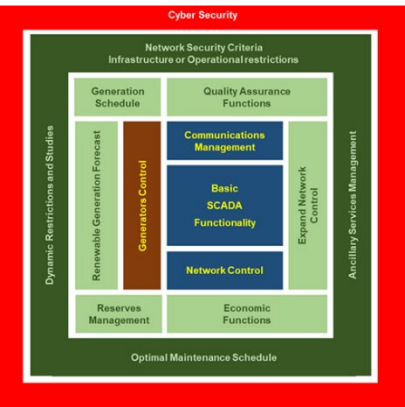 Cyber Security
Network Security Criteria
Infrastructure or Operational restrictions
Dynamic Restrictions and Studies
Generation
Schedule
Quality Assurance
Functions
Renewable Generation Forecast
Generators Control
Communications
Management
Basic
SCADA
Functionality
Network Control
Expand Network
Control
Ancillary Services Management
Reserves
Management
Economic
Functions
Optimal Maintenance Schedule